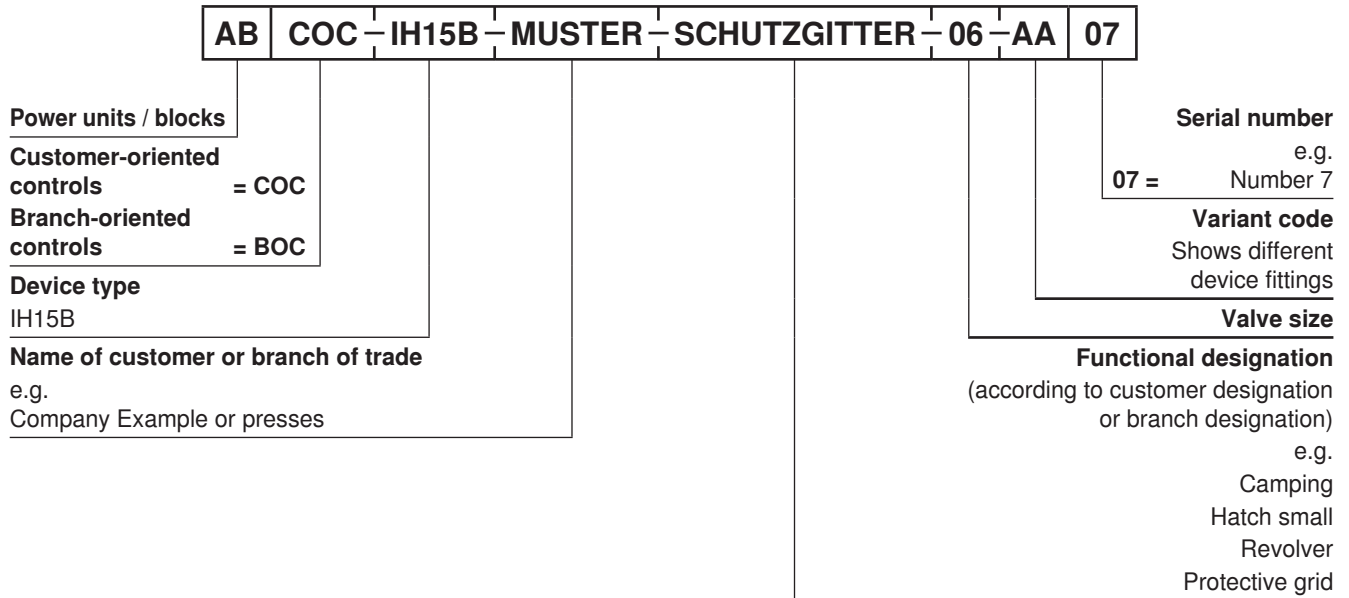 AB COC – IH15B – MUSTER – SCHUTZGITTER – 06 – AA 07
Power units / blocks
Customer-oriented
controls = COC
Branch-oriented
controls = BOC
Device type
IH15B
Name of customer or branch of trade
e.g.
Company Example or presses
Serial number
e.g.
07 = Number 7
Variant code
Shows different
device fittings
Valve size
Functional designation
(according to customer designation
or branch designation)
e.g.
Camping
Hatch small
Revolver
Protective grid